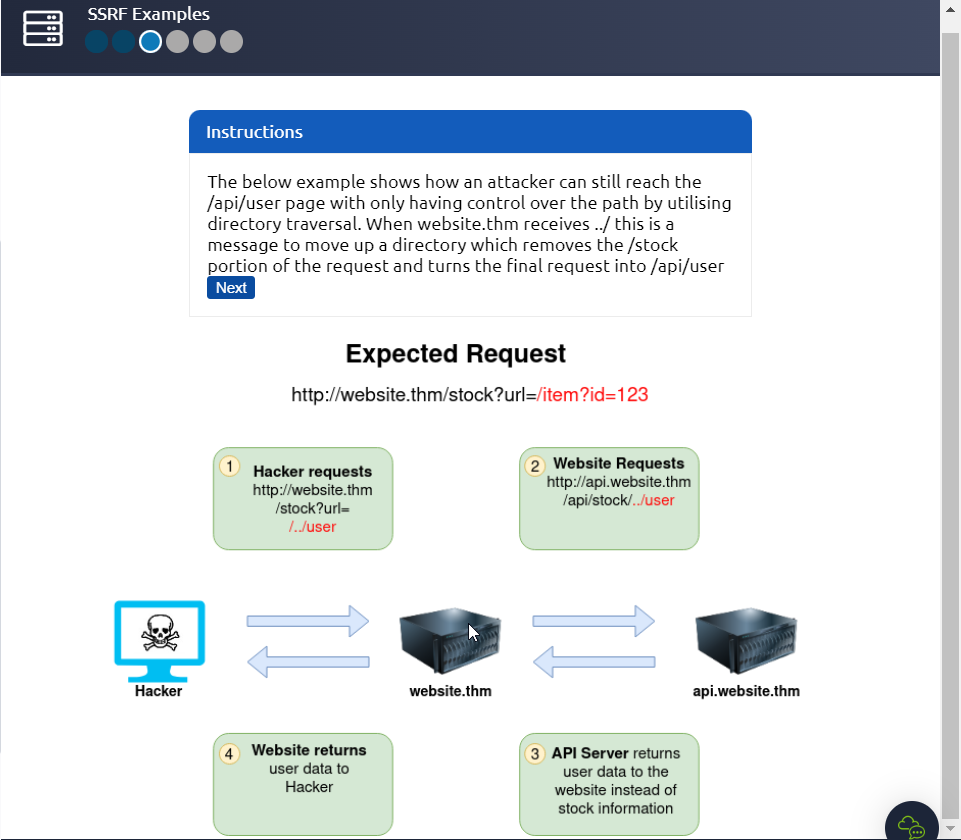 SSRF Examples
Instructions
The below example shows how an attacker can still reach the
/api/user page with only having control over the path by utilising
directory traversal. When website.thm receives ../ this is a
message to move up a directory which removes the /stock
portion of the request and turns the final request into /api/user
Next
Expected Request
http://website.thm/stock?url=/item?id=123
1 Hacker requests
http://website.thm
/stock?url=
/../user
2 Website Requests
http://api.website.thm
/api/stock/../user
Hacker
website.thm
api.website.thm
4 Website returns
user data to
Hacker
3 API Server returns
user data to the
website instead of
stock information